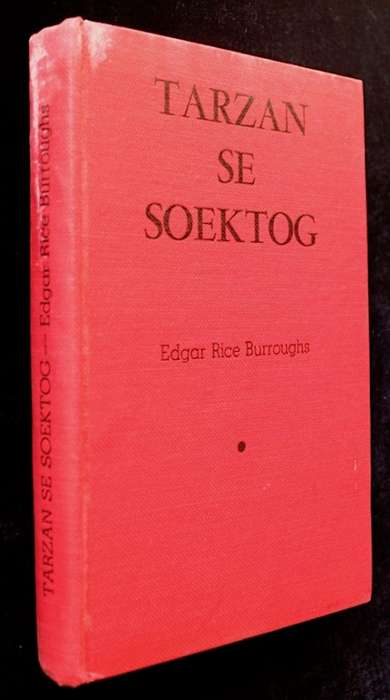 TARZAN
SE
SOEKTOG
Edgar Rice Burroughs
TARZAN SE SOEKTOG — Edgar Rice Burroughs